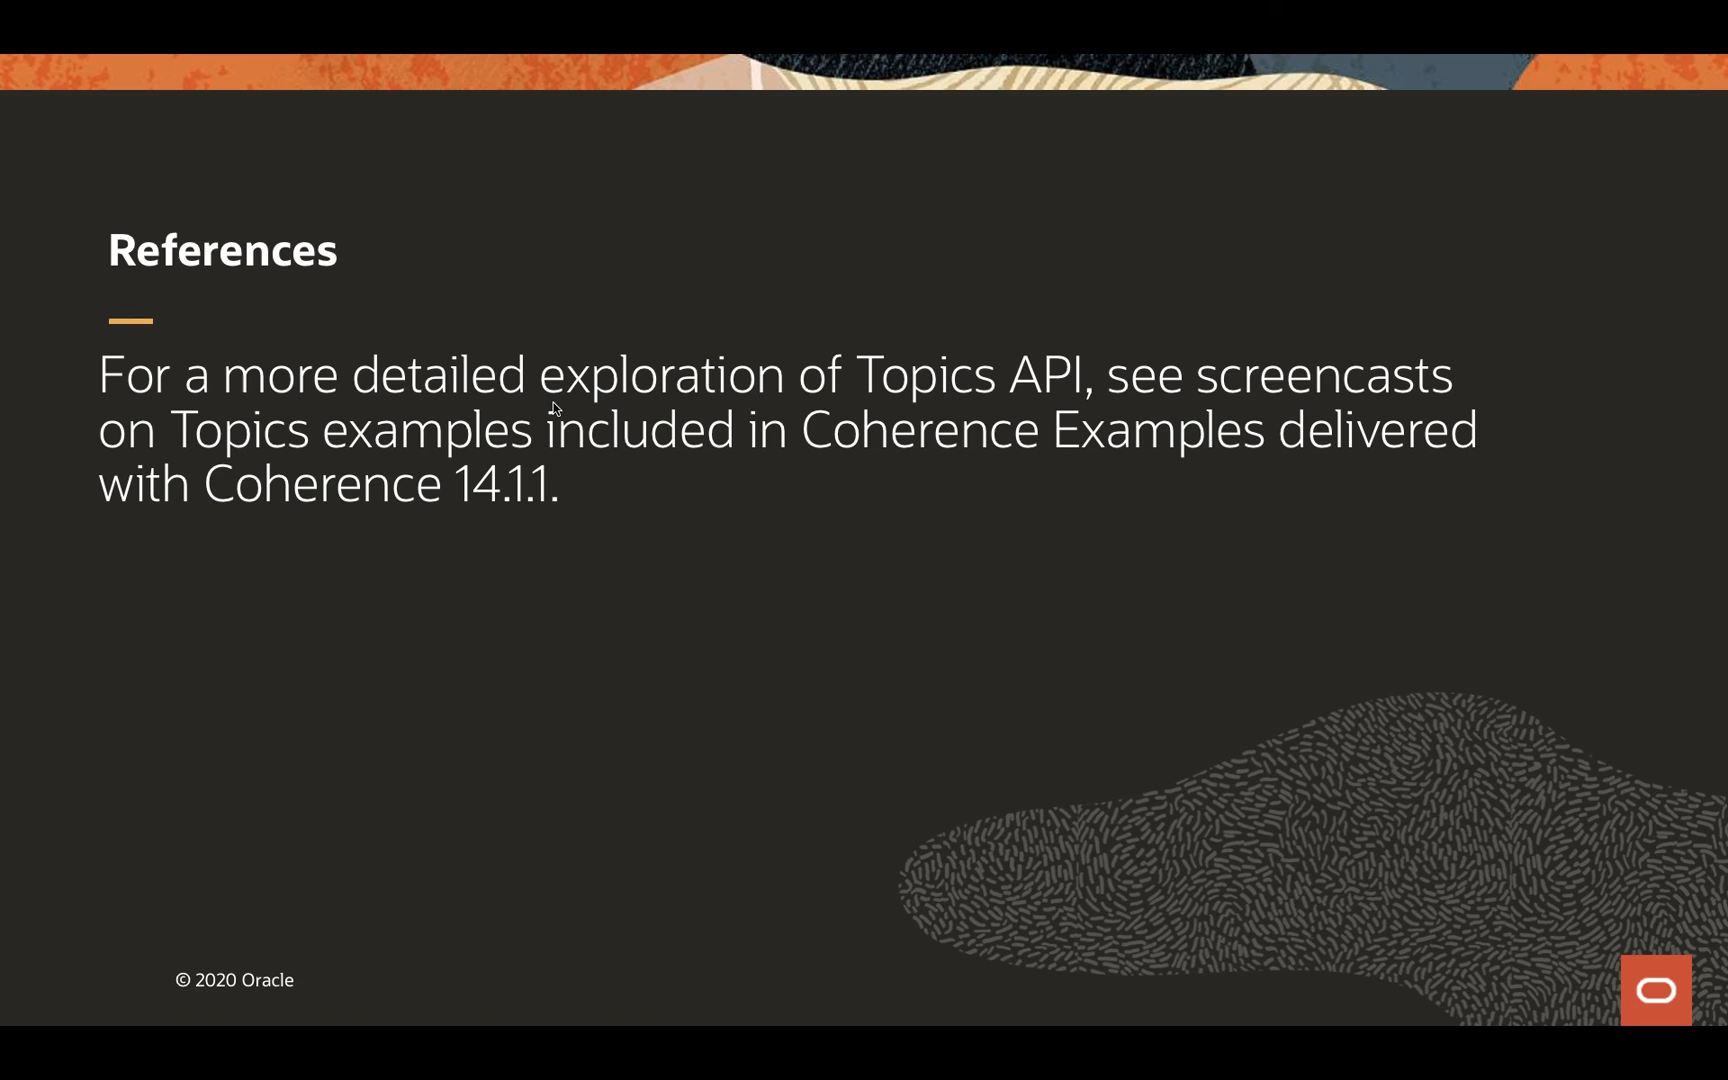 References
For a more detailed exploration of Topics API, see screencasts
on Topics examples included in Coherence Examples delivered
with Coherence 14.1.1.
© 2020 Oracle